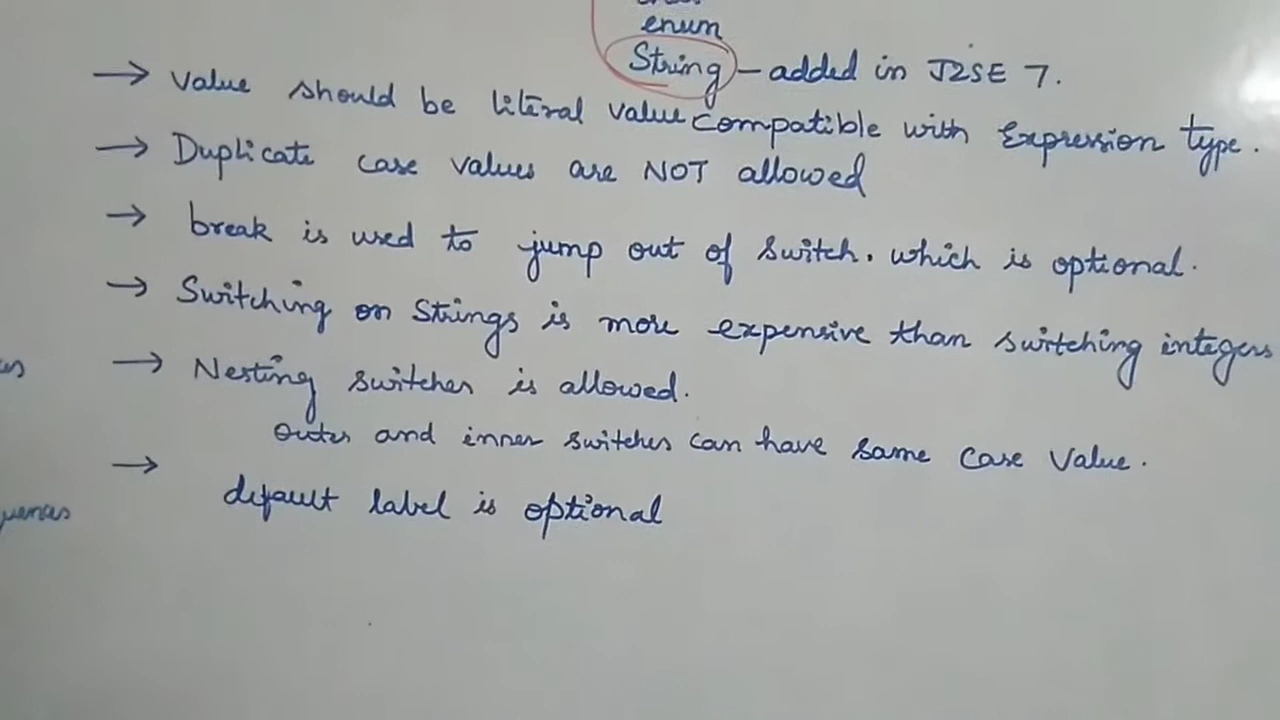 enum
String – added in J2SE 7.
→ Value should be literal value compatible with Expression type.
→ Duplicate case values are NOT allowed
→ break is used to jump out of switch. which is optional.
→ Switching on Strings is more expensive than switching integers
→ Nesting switches is allowed.
outer and inner switches can have same case value.
→ default label is optional